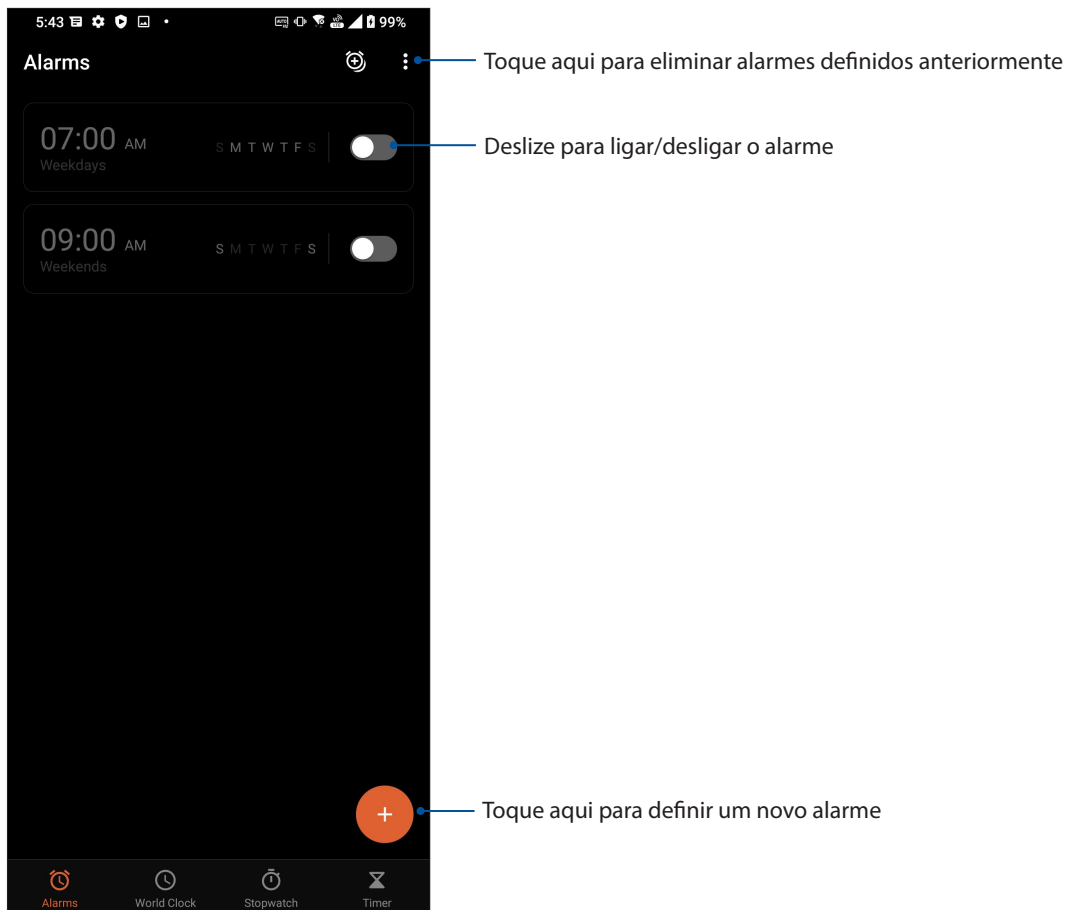 5:43 99%
Alarms
Toque aqui para eliminar alarmes definidos anteriormente
07:00 AM S M T W T F S
Weekdays
Deslize para ligar/desligar o alarme
09:00 AM S M T W T F S
Weekends
+
Toque aqui para definir um novo alarme
Alarms World Clock Stopwatch Timer